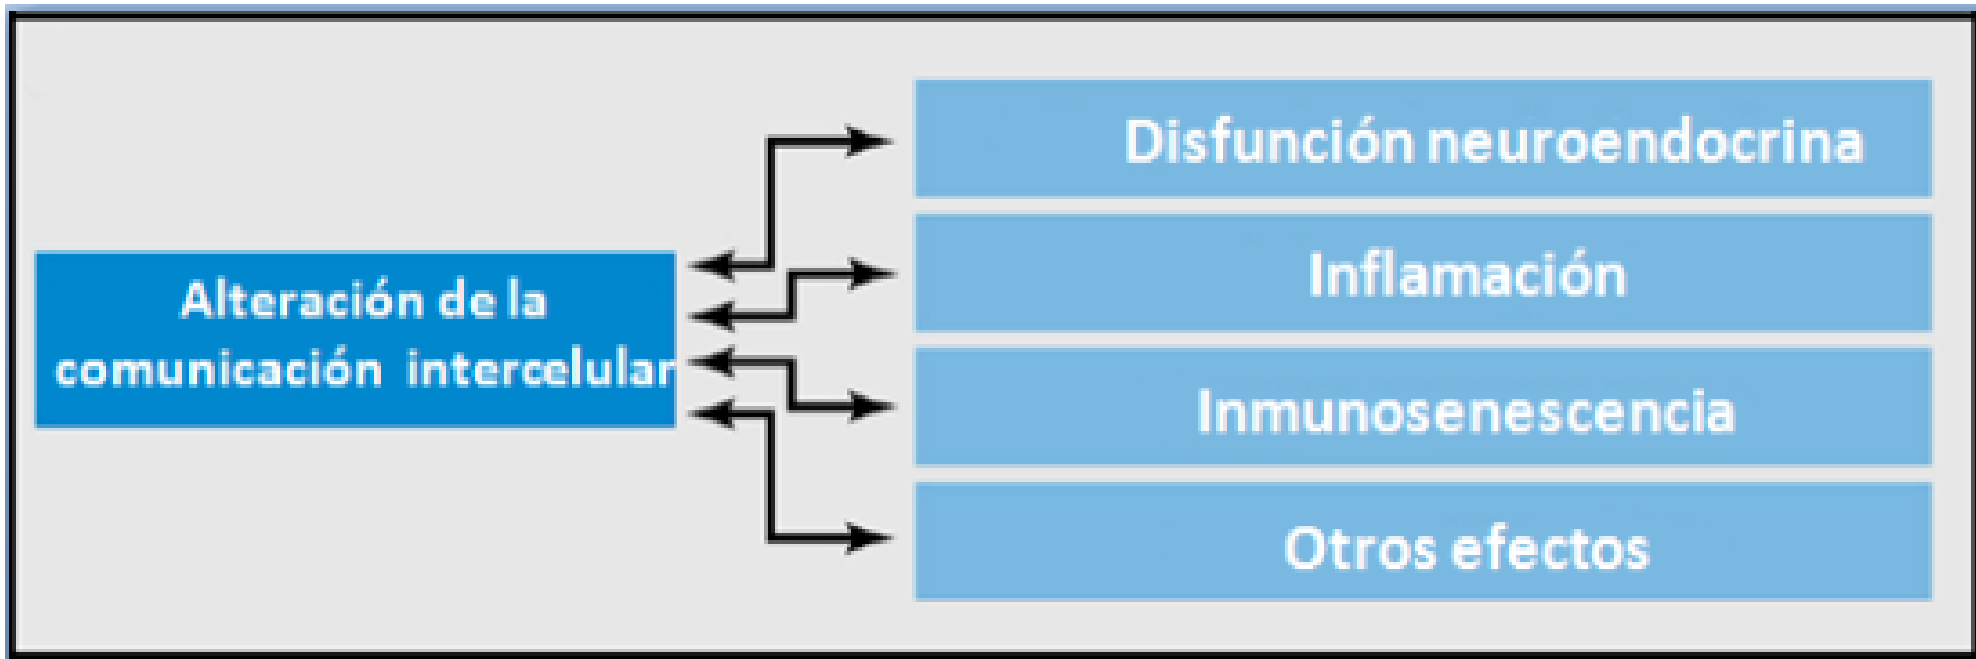 Alteración de la
comunicación intercelular
Disfunción neuroendocrina
Inflamación
Inmunosenescencia
Otros efectos